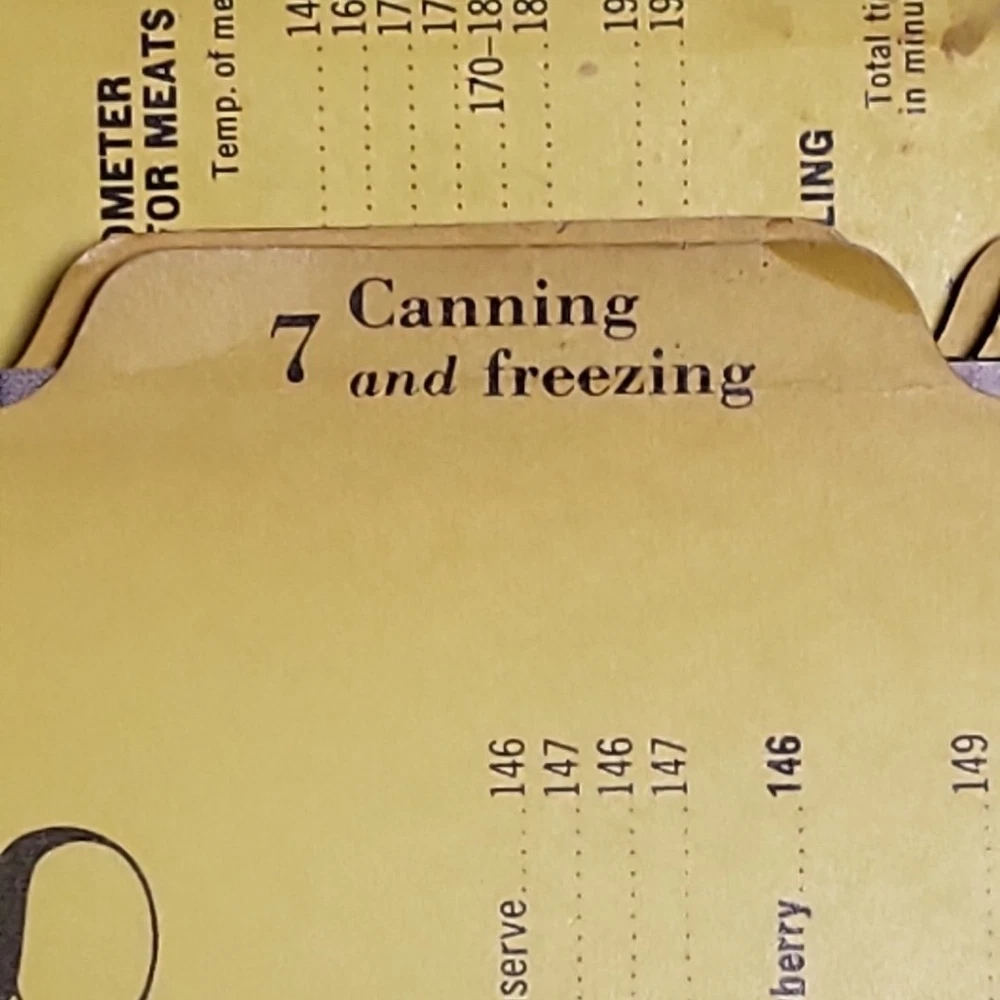 OMETER
FOR MEATS
Temp. of me
170–18
LING
Total ti
in minu
7 Canning
and freezing
serve.... 146
147
146
147
berry.... 146
149